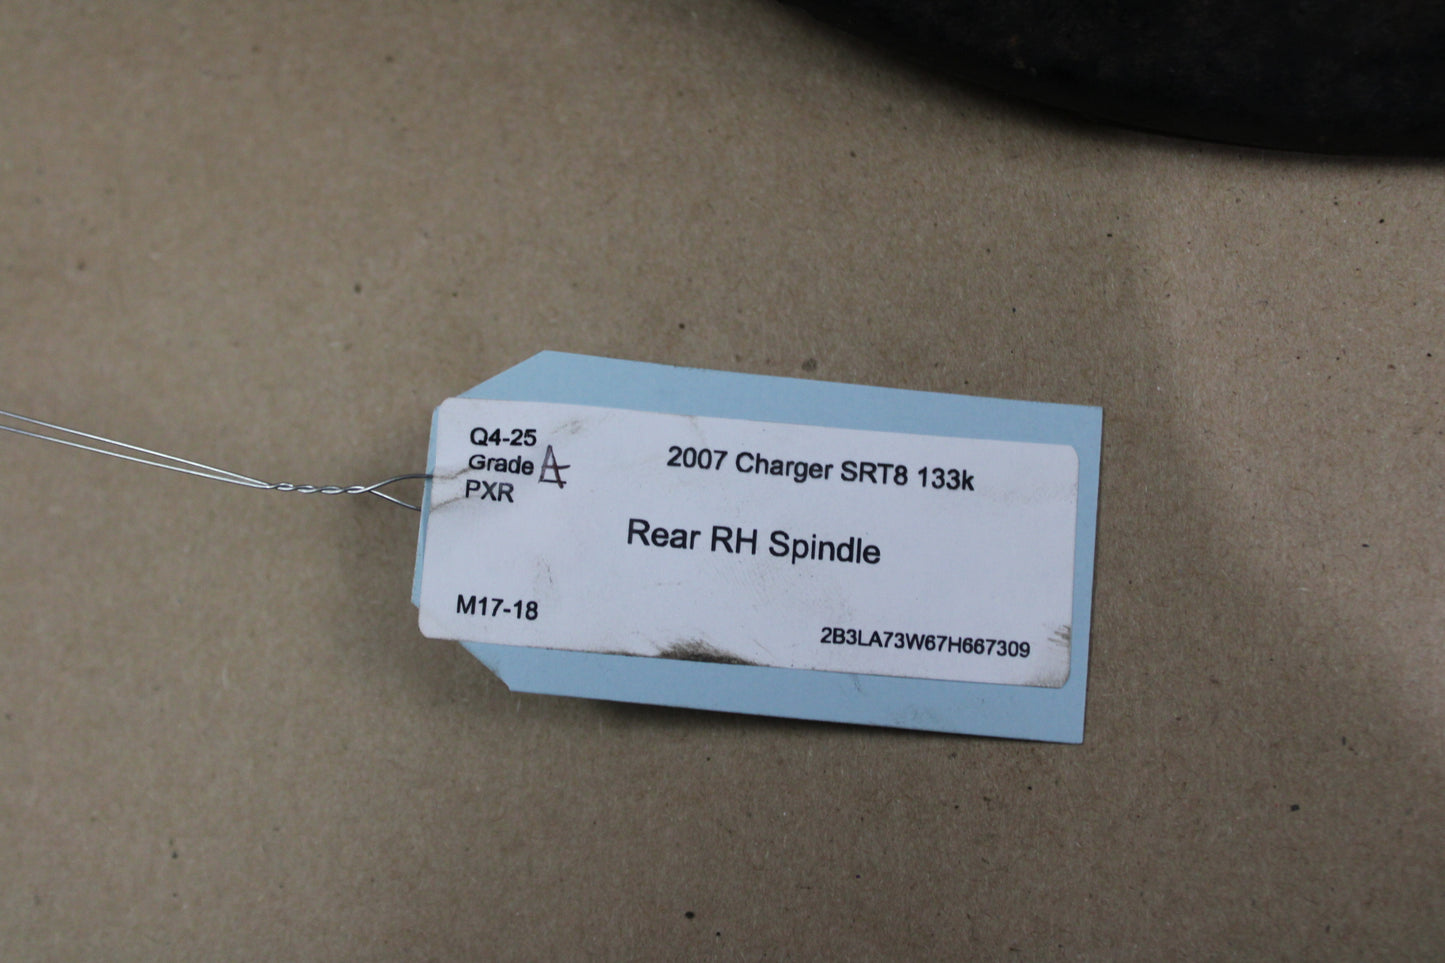 Q4-25
Grade A
PXR
2007 Charger SRT8 133k
Rear RH Spindle
M17-18
2B3LA73W67H667309